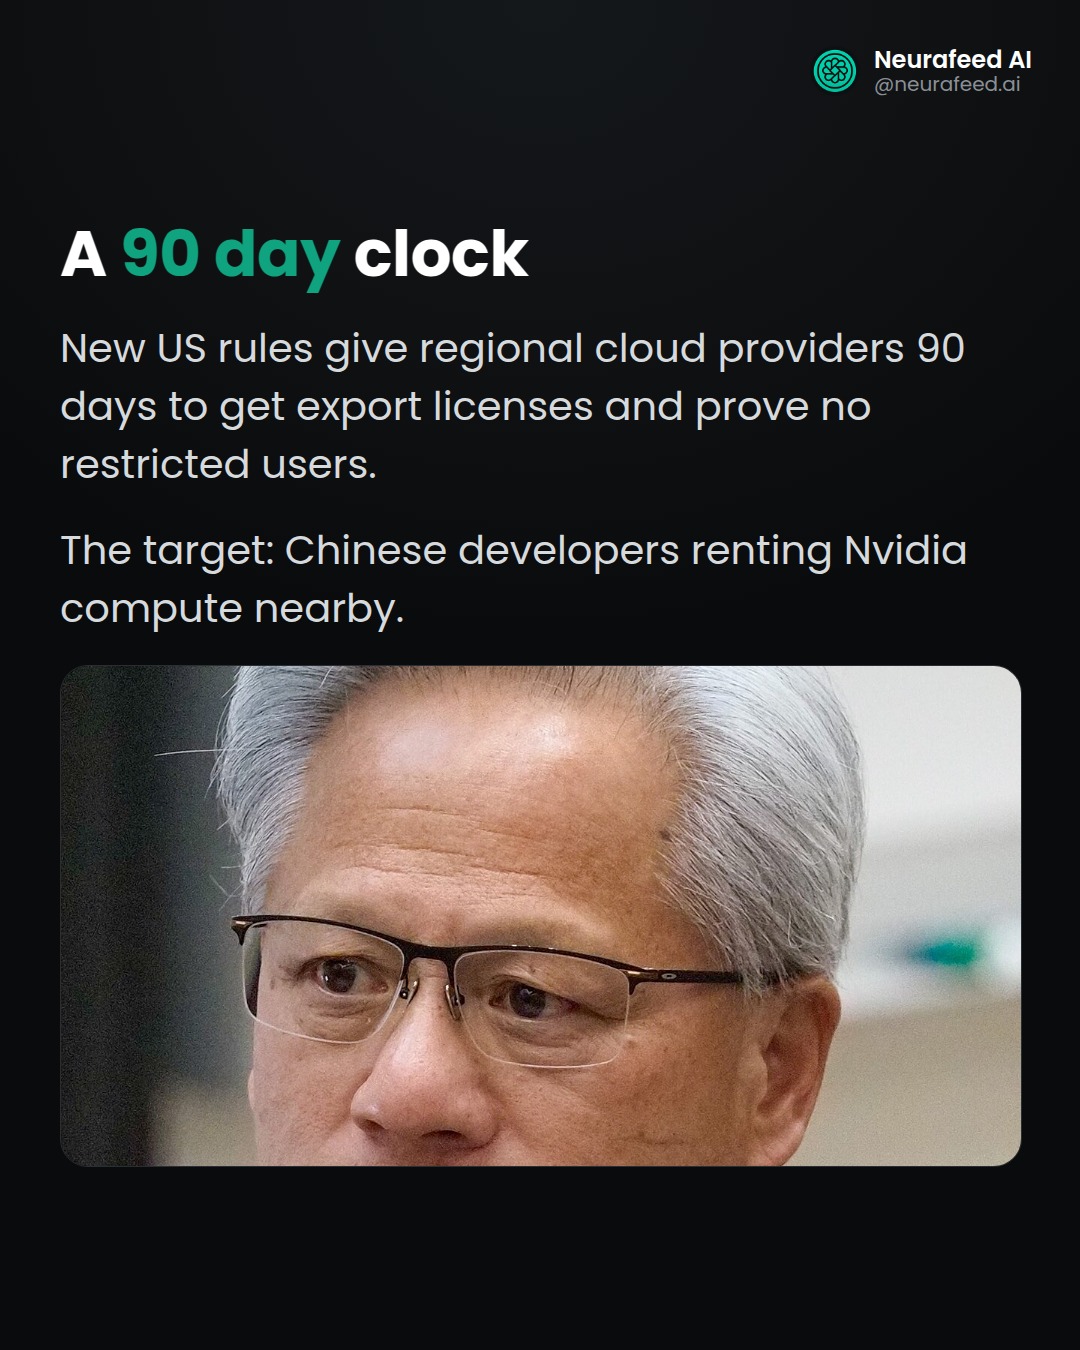 Neurafeed AI
@neurafeed.ai
A 90 day clock
New US rules give regional cloud providers 90
days to get export licenses and prove no
restricted users.
The target: Chinese developers renting Nvidia
compute nearby.